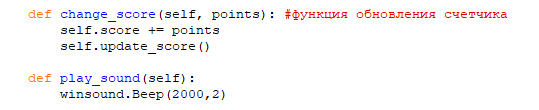 def change_score(self, points): #функция обновления счетчика
self.score += points
self.update_score()
def play_sound(self):
winsound.Beep(2000,2)